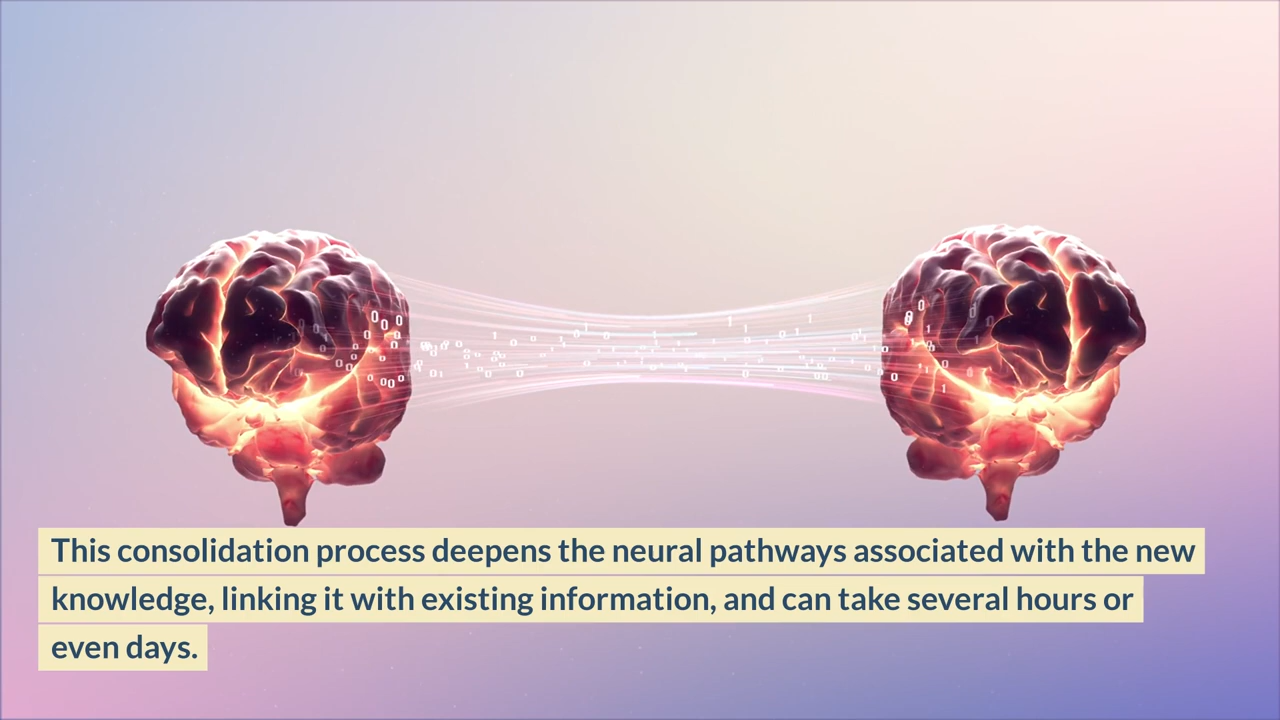 This consolidation process deepens the neural pathways associated with the new
knowledge, linking it with existing information, and can take several hours or
even days.